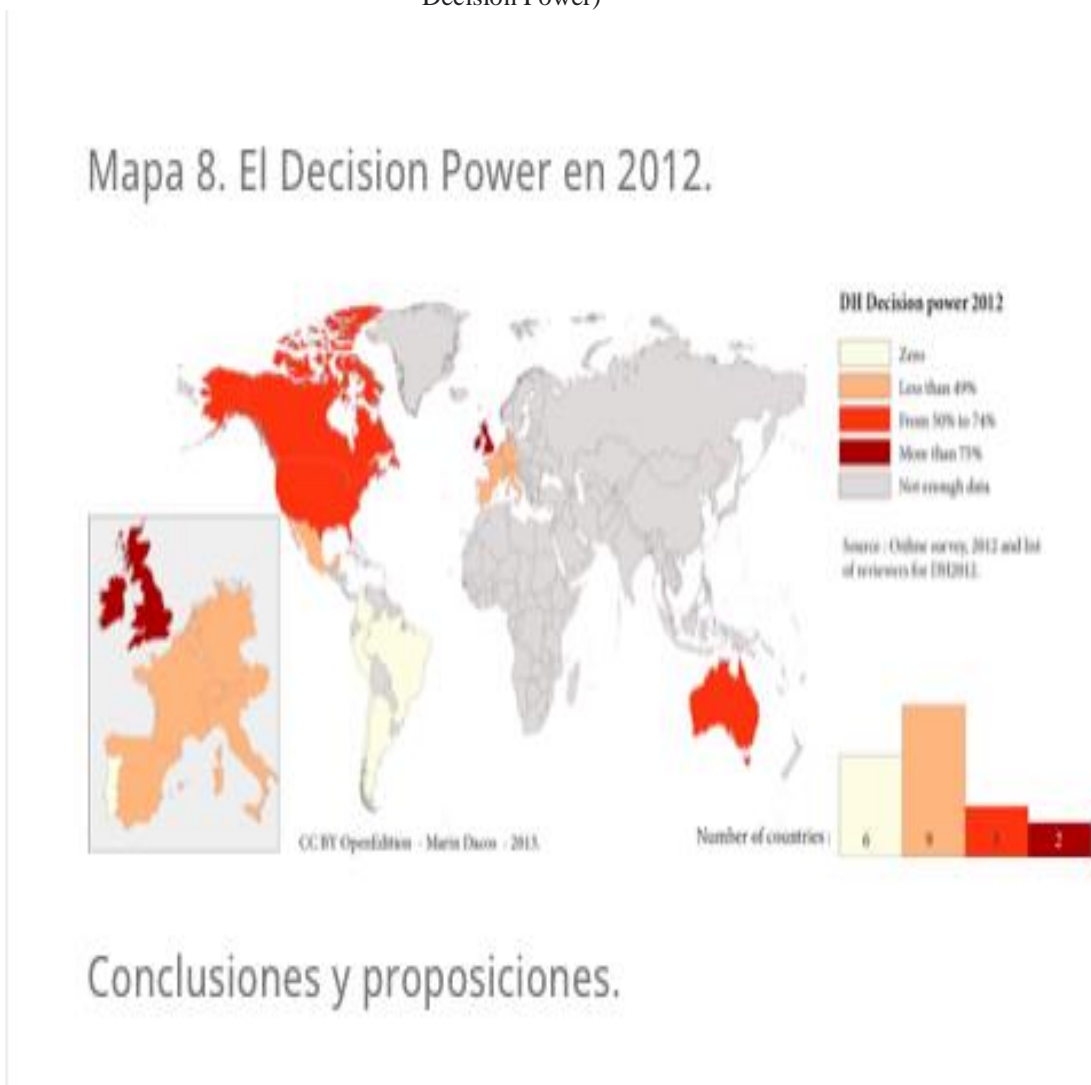 Decision Power)
Mapa 8. El Decision Power en 2012.
DH Decision power 2012
Zero
Less than 49%
From 50% to 74%
More than 75%
Not enough data
Source : Online survey, 2012 and list
of reviewers for DH2012.
CC BY OpenEdition - Marin Dacos - 2013.
Number of countries :
6
2
Conclusiones y proposiciones.